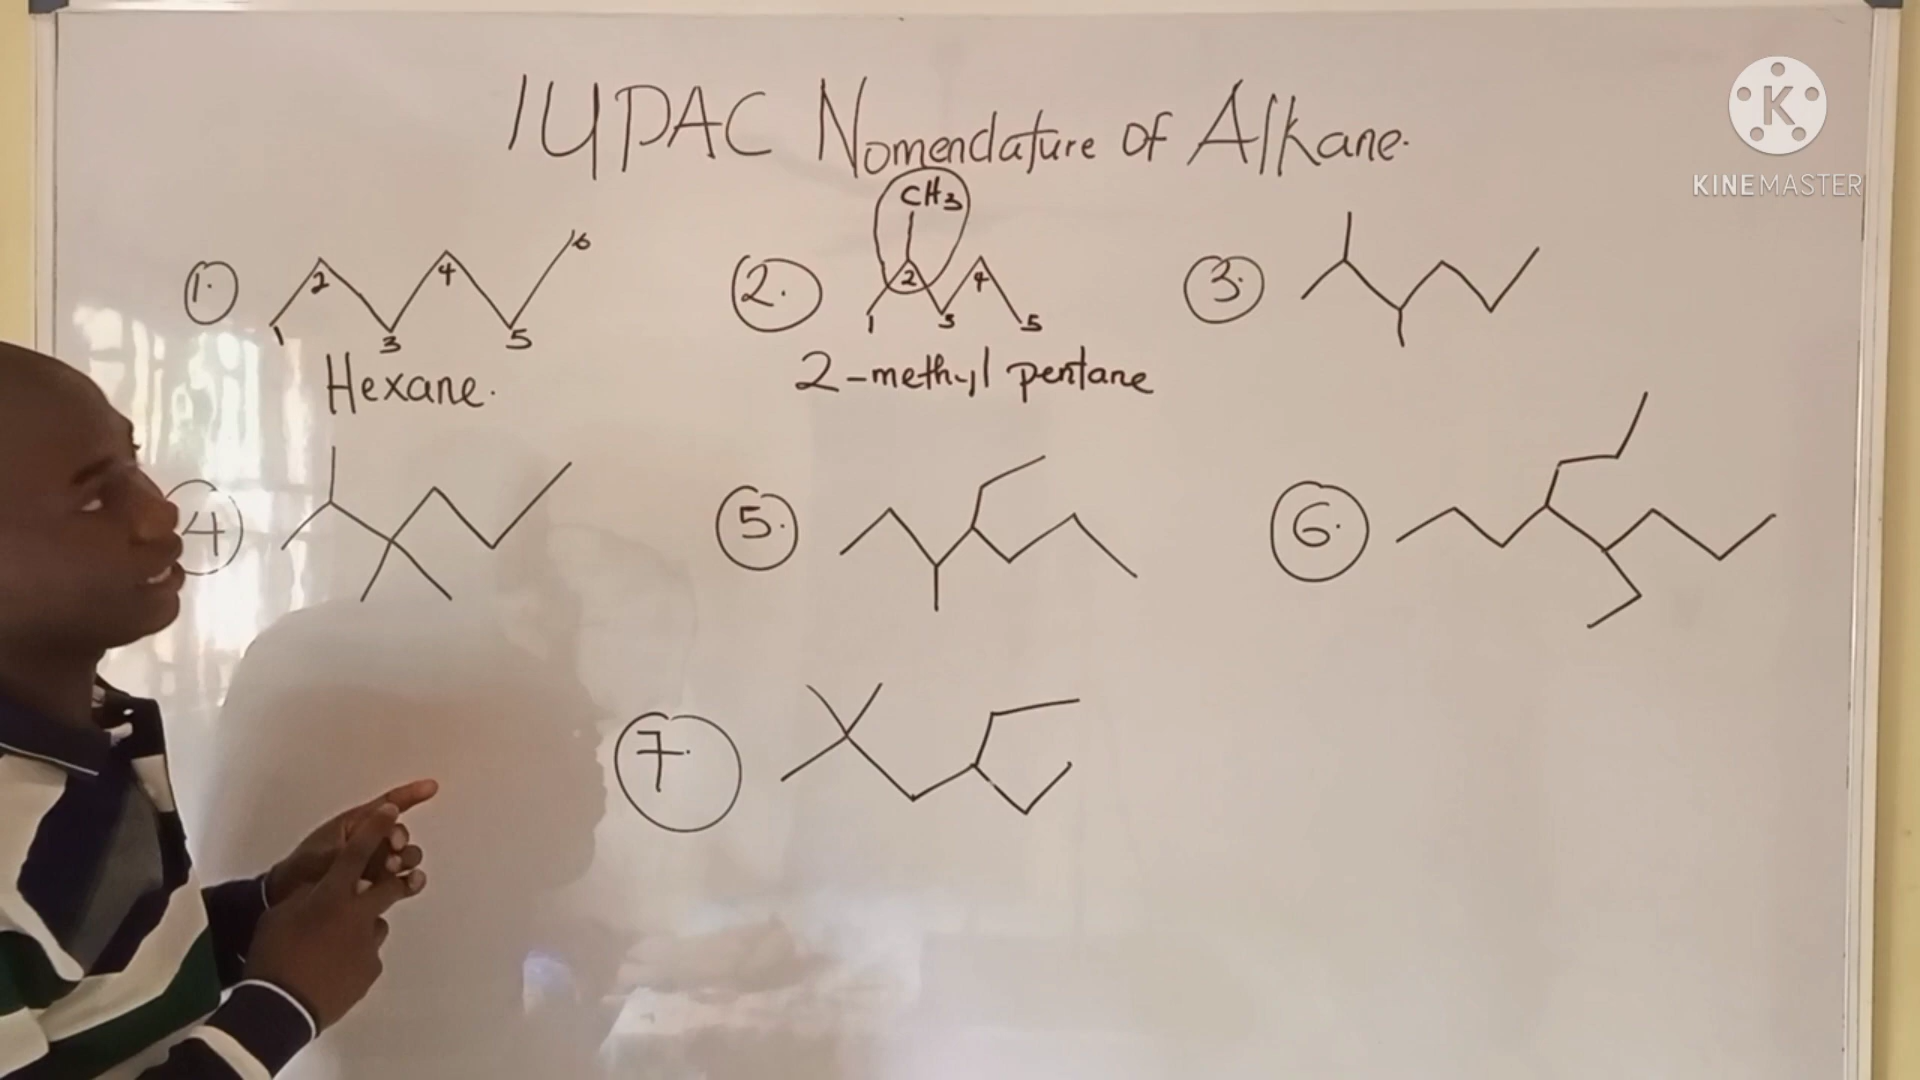 IUPAC Nomenclature of Alkane.
K
KINEMASTER
1. 1 2 3 4 5 6
Hexane.
2. CH3 1 2 3 4 5
2-methyl pentane
3.
4
5.
6.
7.